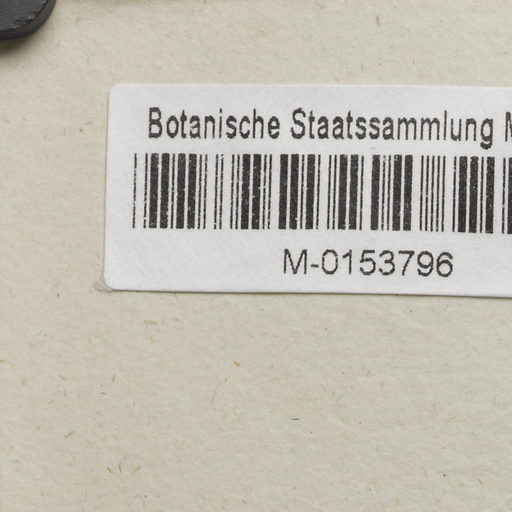 Botanische Staatssammlung
M-0153796